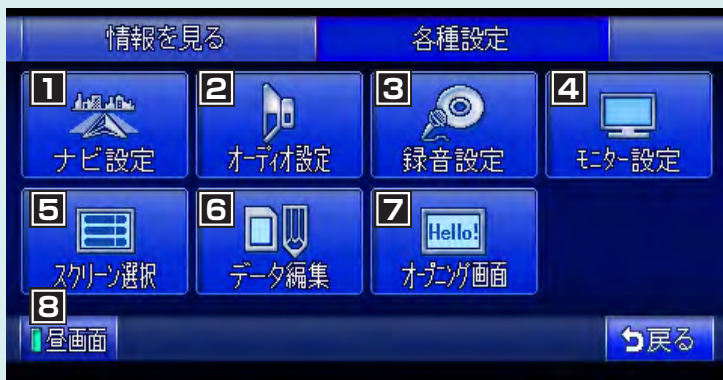 情報を見る 各種設定
1 2 3 4
ナビ設定 オーディオ設定 録音設定 モニター設定
5 6 7
Hello!
スクリーン選択 データ編集 オープニング画面
8
昼画面 戻る